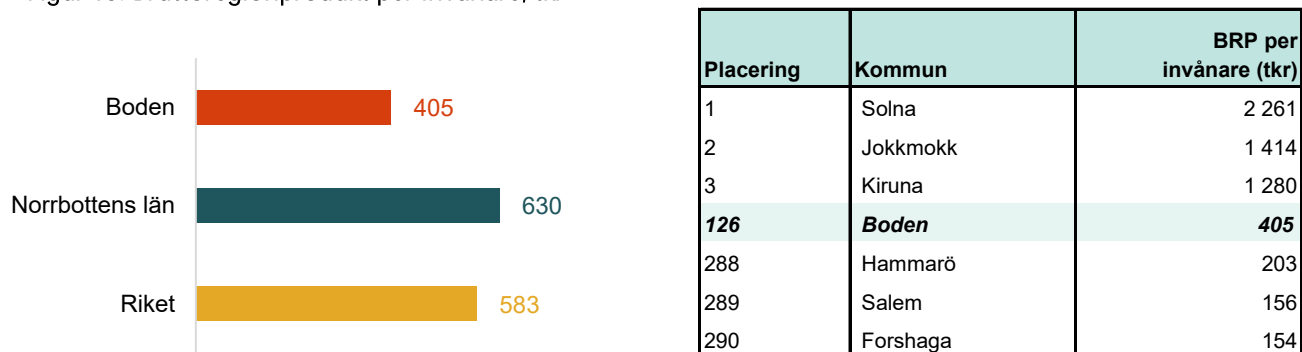 Boden 405
Norrbottens län 630
Riket 583
Placering Kommun BRP per invånare (tkr)
1 Solna 2 261
2 Jokkmokk 1 414
3 Kiruna 1 280
126 Boden 405
288 Hammarö 203
289 Salem 156
290 Forshaga 154